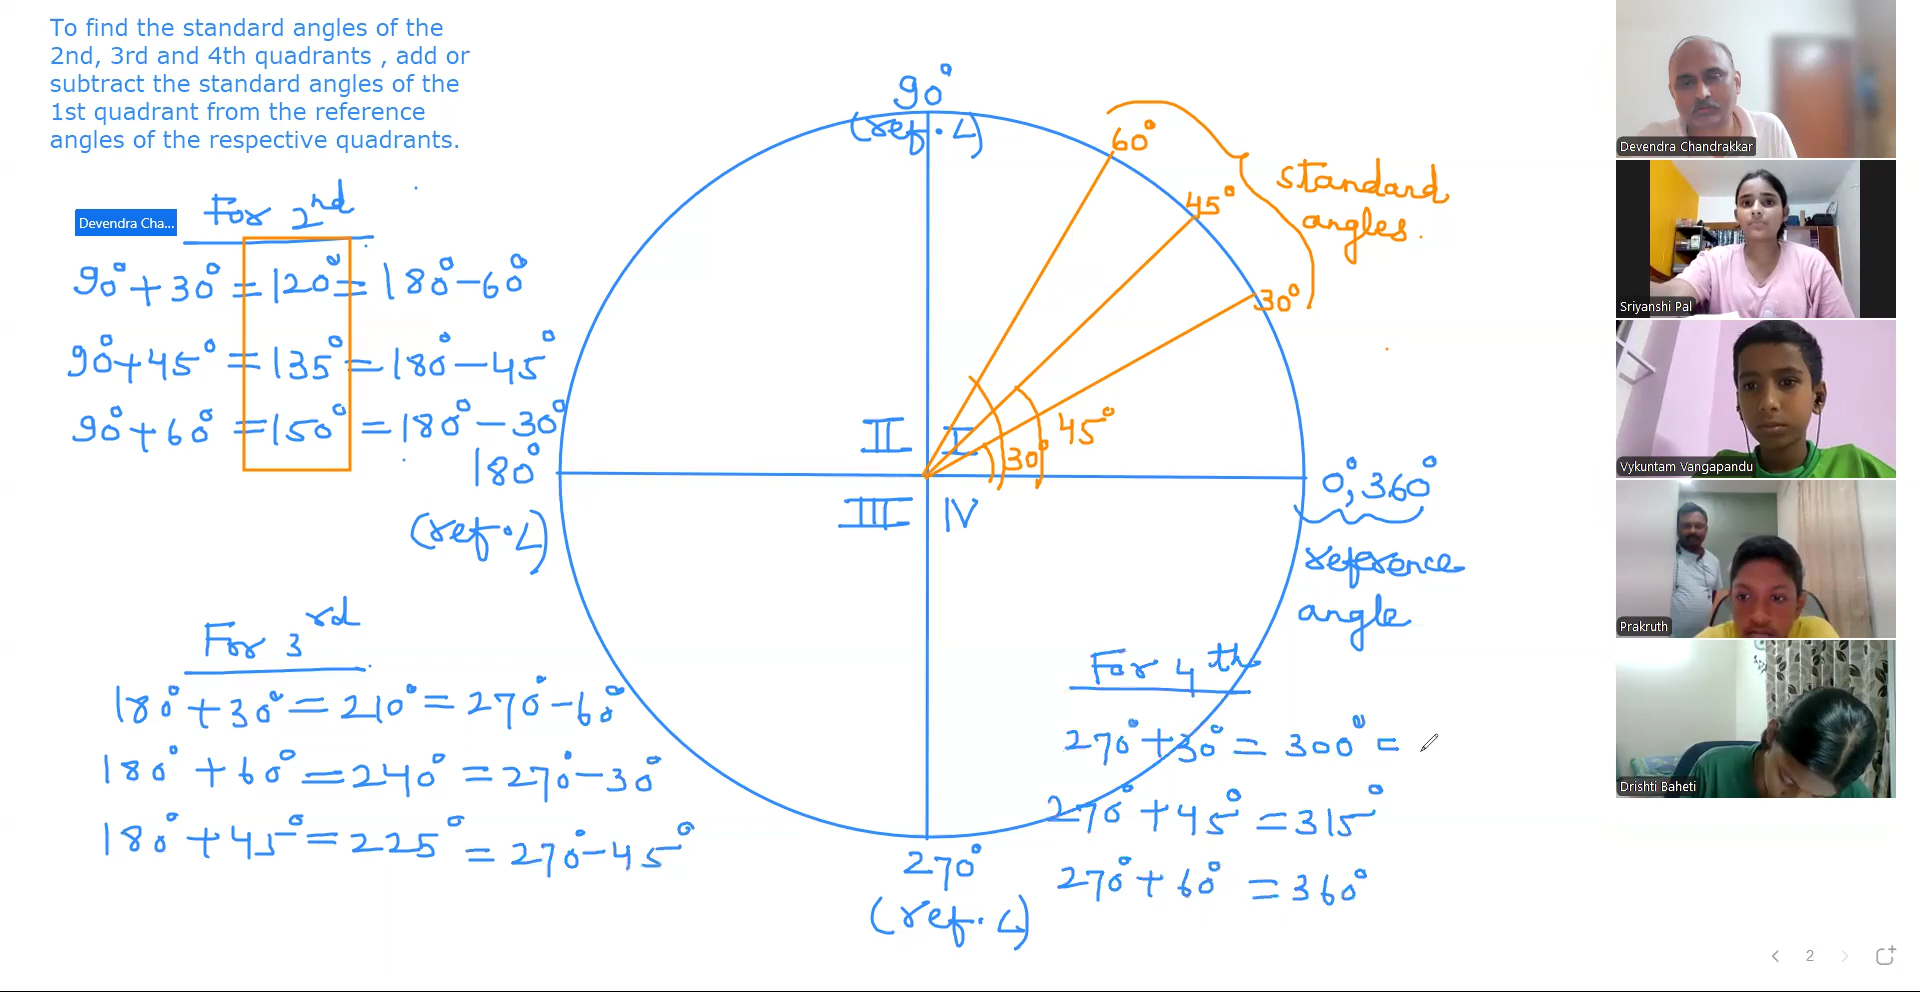 To find the standard angles of the
2nd, 3rd and 4th quadrants , add or
subtract the standard angles of the
1st quadrant from the reference
angles of the respective quadrants.
Devendra Cha...
For 2nd
90°+30°=120°=180°-60°
90°+45°=135°=180°-45°
90°+60°=150°=180°-30°
90°
(ref.∠)
60°
45°
30°
standard
angles.
II
I
III
IV
30°
45°
180°
(ref.∠)
0°,360°
reference
angle
For 3rd
180°+30°=210°=270°-60°
180°+60°=240°=270°-30°
180°+45°=225°=270°-45°
270°
(ref.∠)
For 4th
270°+30°=300°=
270°+45°=315°
270°+60°=360°
Devendra Chandrakkar
Sriyanshi Pal
Vykuntam Vangapandu
Prakruth
Drishti Baheti
2